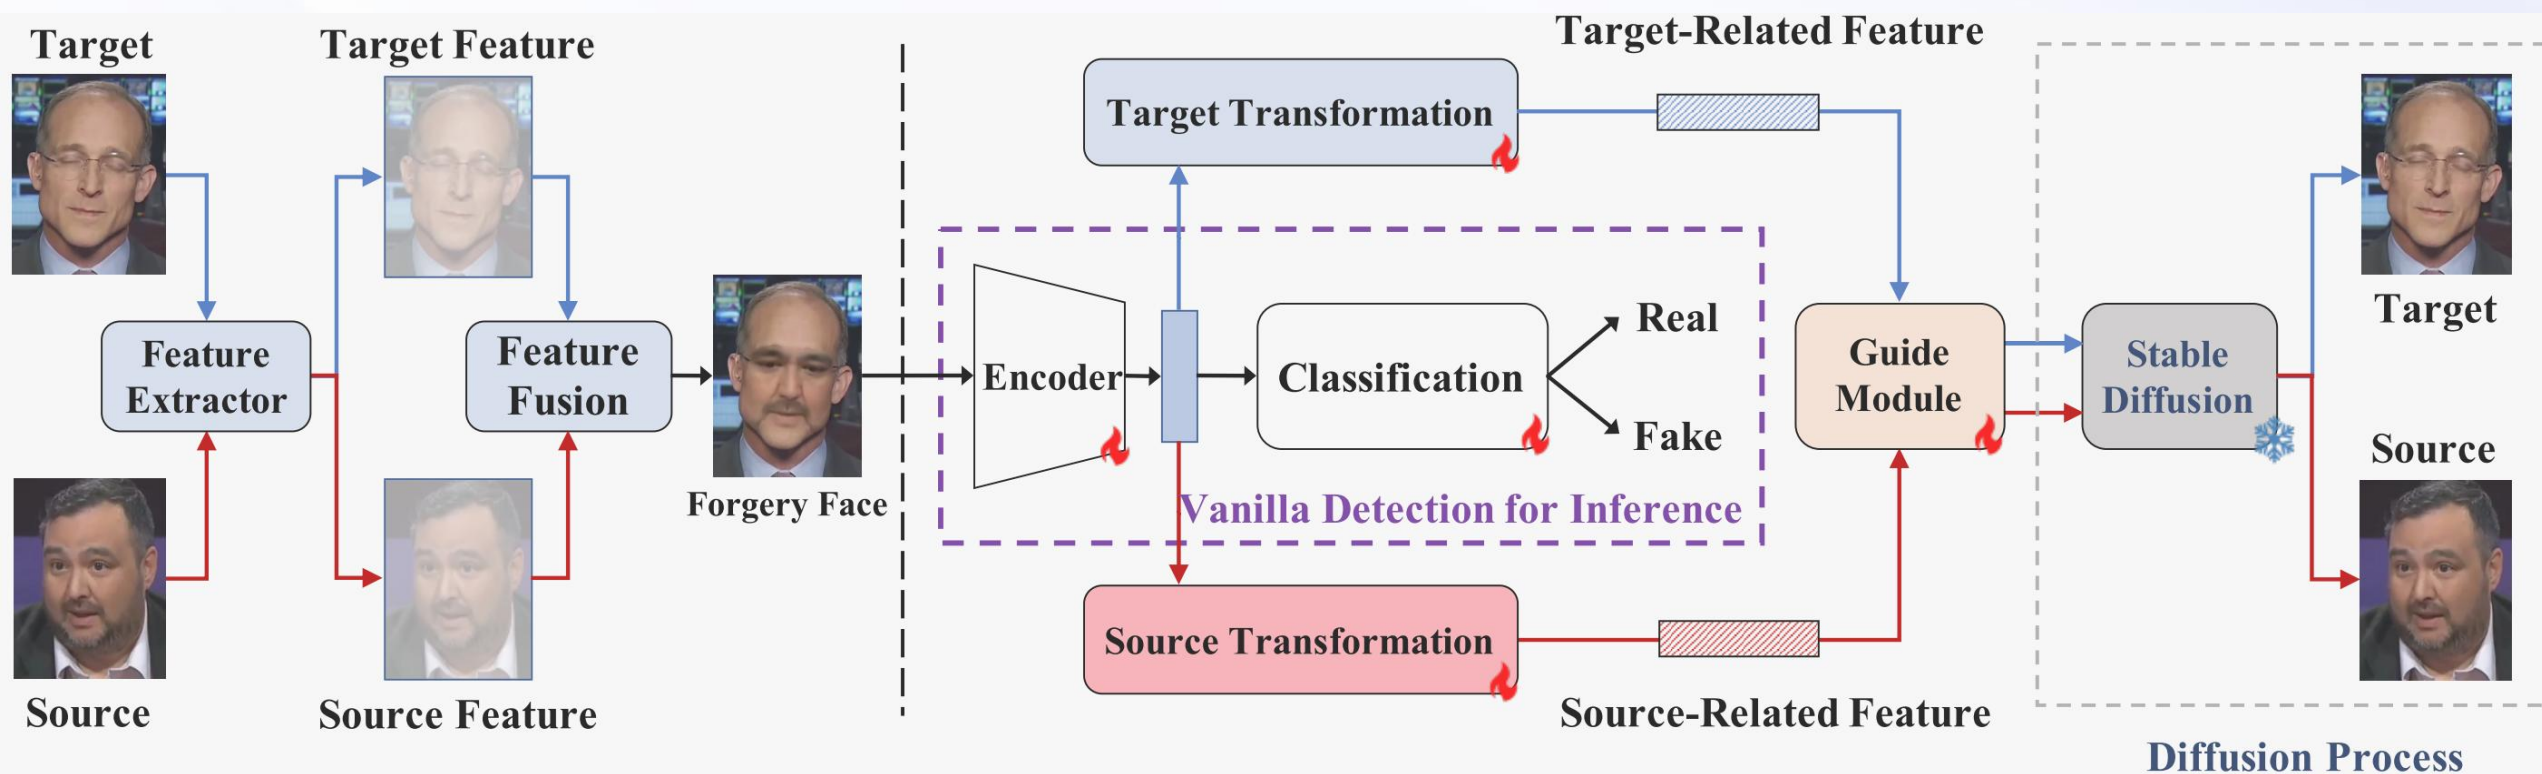 Target
Target Feature
Feature
Extractor
Feature
Fusion
Forgery Face
Source
Source Feature
Target-Related Feature
Target Transformation
Encoder
Classification
Real
Fake
Vanilla Detection for Inference
Source Transformation
Source-Related Feature
Guide
Module
Stable
Diffusion
Target
Source
Diffusion Process